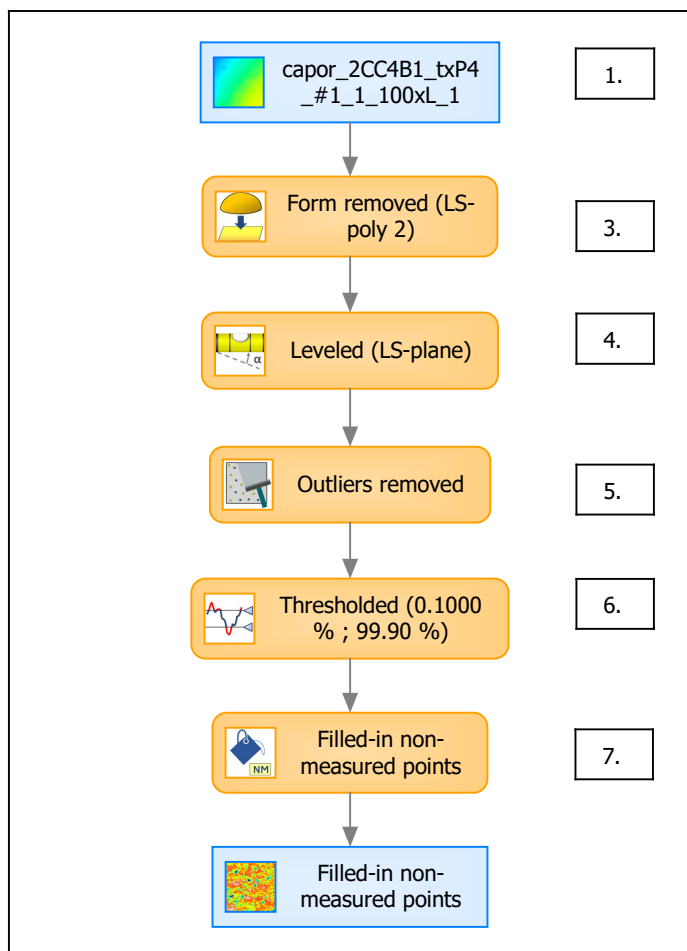 capor_2CC4B1_txP4
_#1_1_100xL_1
1.
Form removed (LS-
poly 2)
3.
α
Leveled (LS-plane)
4.
Outliers removed
5.
Thresholded (0.1000
% ; 99.90 %)
6.
NM
Filled-in non-
measured points
7.
Filled-in non-
measured points